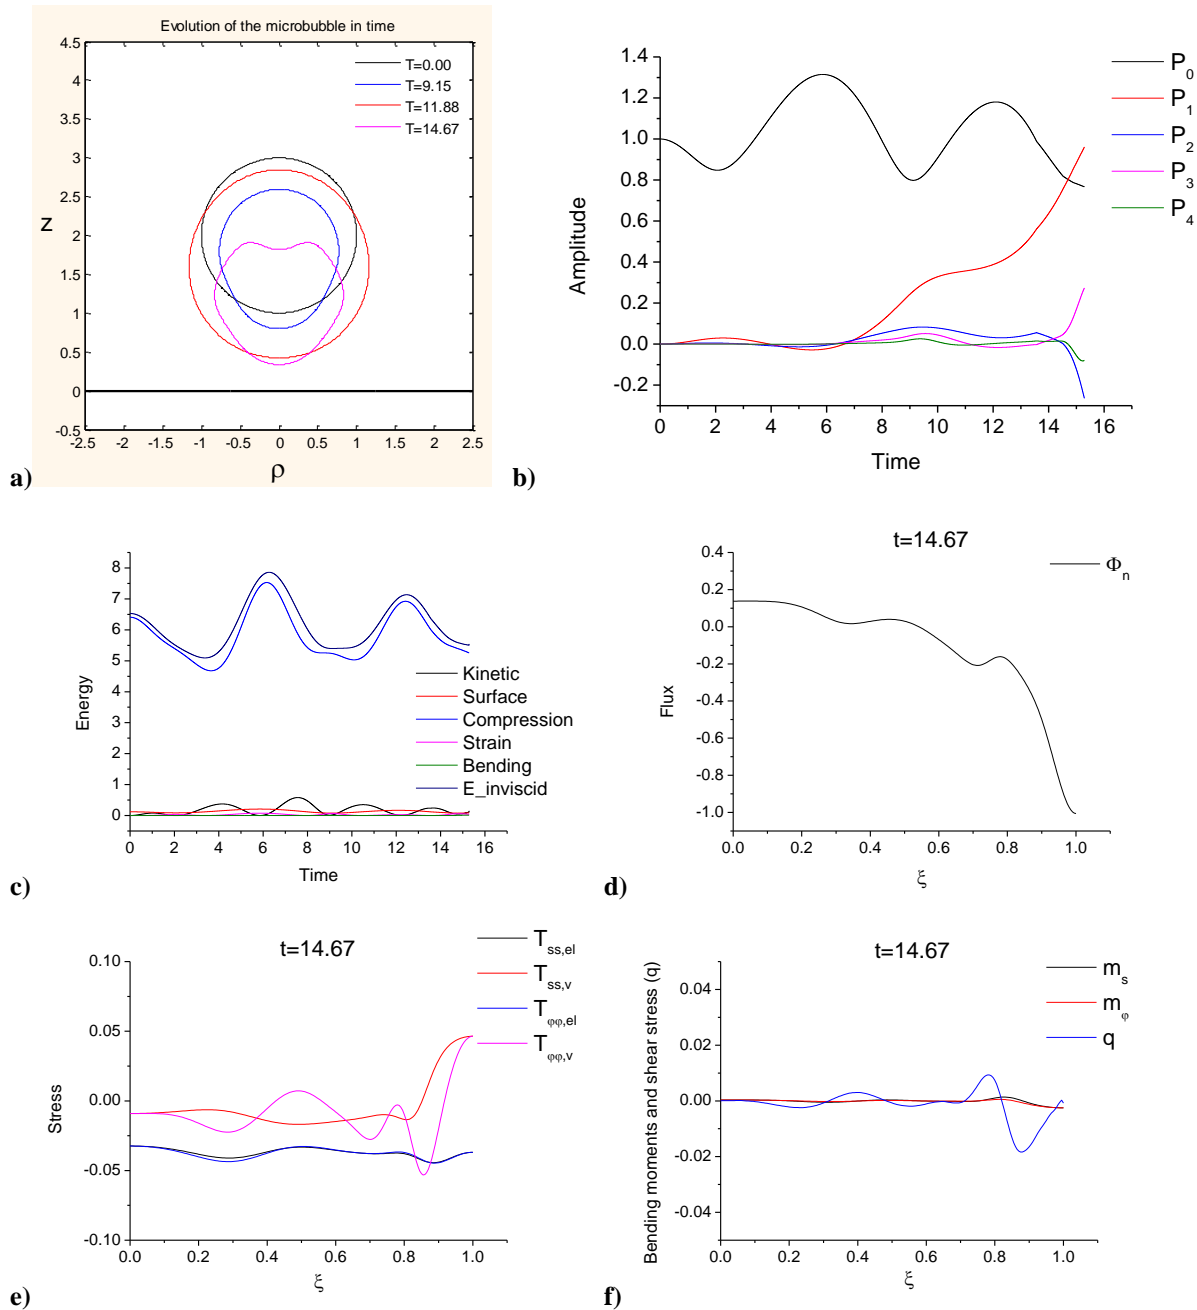 Evolution of the microbubble in time
4.5
4
3.5
3
2.5
2
1.5
1
0.5
0
-0.5
Z
T=0.00
T=9.15
T=11.88
T=14.67
-2.5 -2 -1.5 -1 -0.5 0 0.5 1 1.5 2 2.5
ρ
a)
1.4
1.2
1.0
0.8
0.6
0.4
0.2
0.0
-0.2
Amplitude
P0
P1
P2
P3
P4
0 2 4 6 8 10 12 14 16
Time
b)
8
7
6
5
4
3
2
1
0
Energy
Kinetic
Surface
Compression
Strain
Bending
E_inviscid
0 2 4 6 8 10 12 14 16
Time
c)
t=14.67
0.4
0.2
0.0
-0.2
-0.4
-0.6
-0.8
-1.0
Flux
Φn
0.0 0.2 0.4 0.6 0.8 1.0
ξ
d)
t=14.67
0.10
0.05
0.00
-0.05
-0.10
Stress
Tss,el
Tss,v
Tφφ,el
Tφφ,v
0.0 0.2 0.4 0.6 0.8 1.0
ξ
e)
t=14.67
0.04
0.02
0.00
-0.02
-0.04
Bending moments and shear stress (q)
ms
mφ
q
0.0 0.2 0.4 0.6 0.8 1.0
ξ
f)